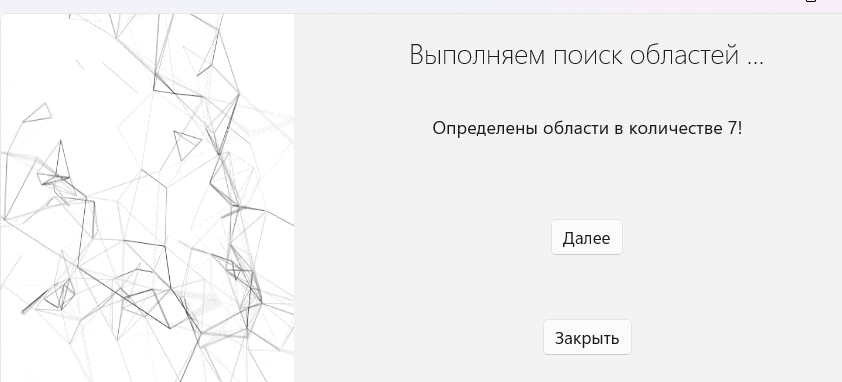 Выполняем поиск областей ...
Определены области в количестве 7!
Далее
Закрыть